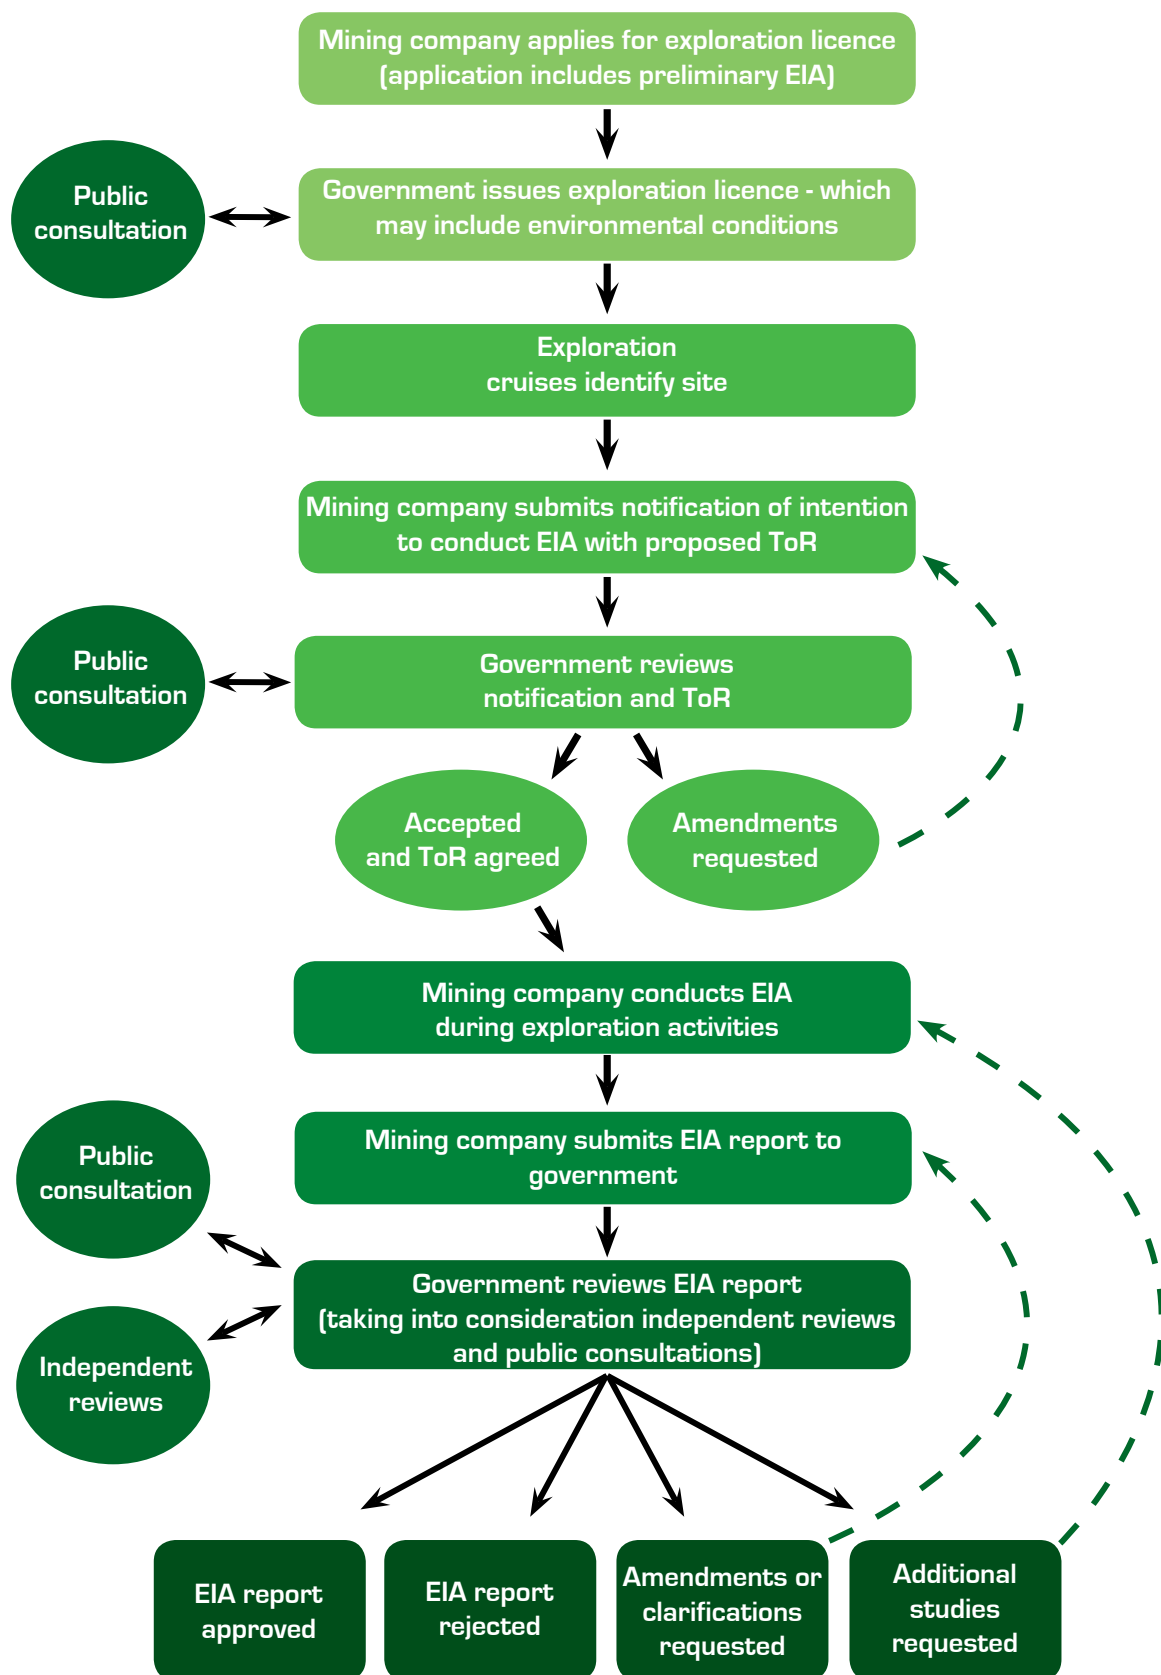 Mining company applies for exploration licence
(application includes preliminary EIA)
Public
consultation
Government issues exploration licence - which
may include environmental conditions
Exploration
cruises identify site
Mining company submits notification of intention
to conduct EIA with proposed ToR
Public
consultation
Government reviews
notification and ToR
Accepted
and ToR agreed
Amendments
requested
Mining company conducts EIA
during exploration activities
Mining company submits EIA report to
government
Public
consultation
Government reviews EIA report
(taking into consideration independent reviews
and public consultations)
Independent
reviews
EIA report
approved
EIA report
rejected
Amendments or
clarifications
requested
Additional
studies
requested